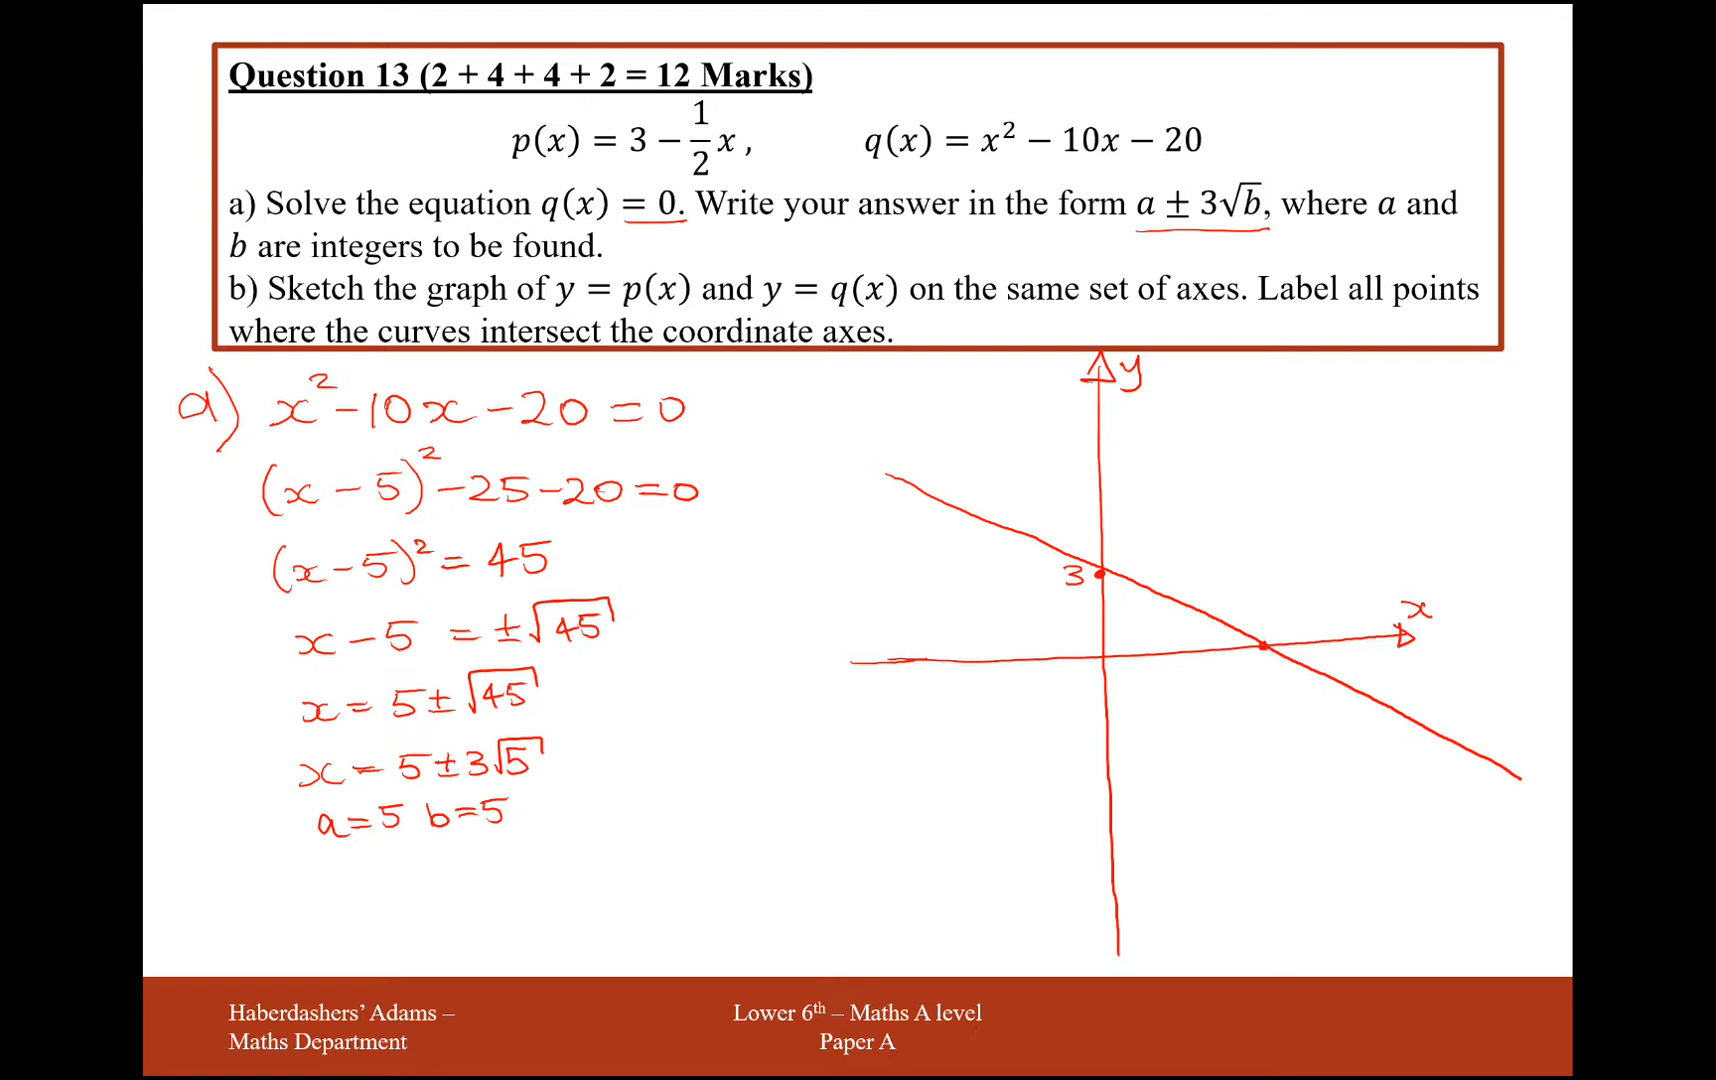 Question 13 (2 + 4 + 4 + 2 = 12 Marks)
p(x) = 3 − 1/2 x ,    q(x) = x² − 10x − 20
a) Solve the equation q(x) = 0. Write your answer in the form a ± 3√b, where a and
b are integers to be found.
b) Sketch the graph of y = p(x) and y = q(x) on the same set of axes. Label all points
where the curves intersect the coordinate axes.
a) x² − 10x − 20 = 0
(x − 5)² − 25 − 20 = 0
(x − 5)² = 45
x − 5 = ±√45
x = 5 ± √45
x = 5 ± 3√5
a = 5 b = 5
y
3
x
Haberdashers’ Adams –
Maths Department
Lower 6th – Maths A level
Paper A